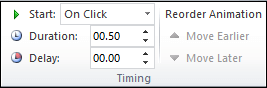 Start: On Click
Duration: 00.50
Delay: 00.00
Timing
Reorder Animation
Move Earlier
Move Later